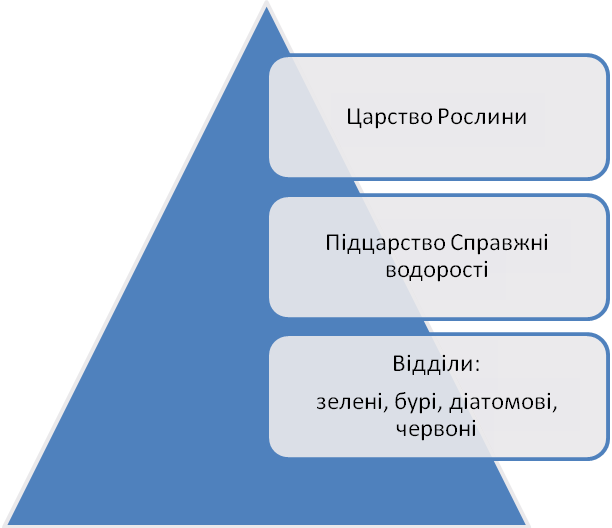 Царство Рослини
Підцарство Справжні
водорості
Відділи:
зелені, бурі, діатомові,
червоні